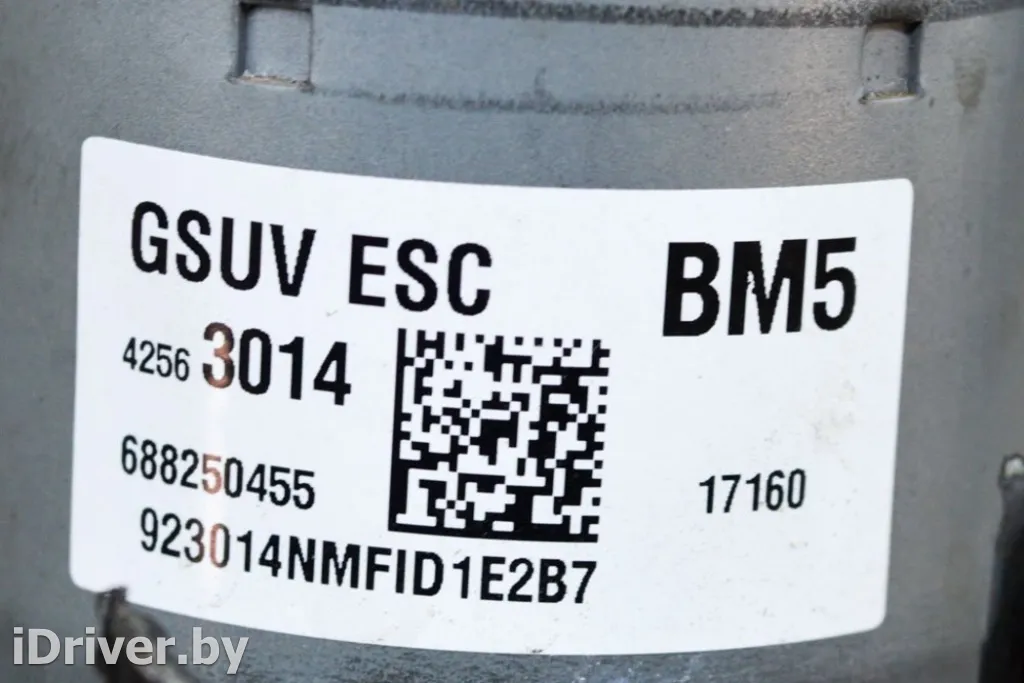 GSUV ESC
BM5
4256 3014
688250455
17160
923014NMFID1E2B7
iDriver.by